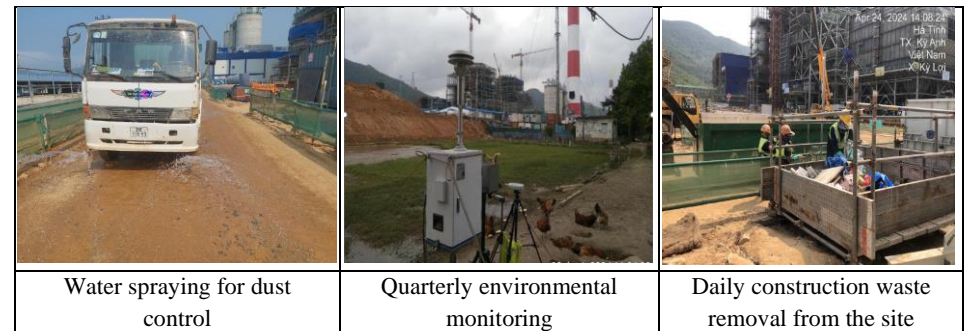 Apr 24, 2024 14:08:24
Hà Tĩnh
TX. Kỳ Anh
Việt Nam
X. Kỳ Lợi
Water spraying for dust
control
Quarterly environmental
monitoring
Daily construction waste
removal from the site